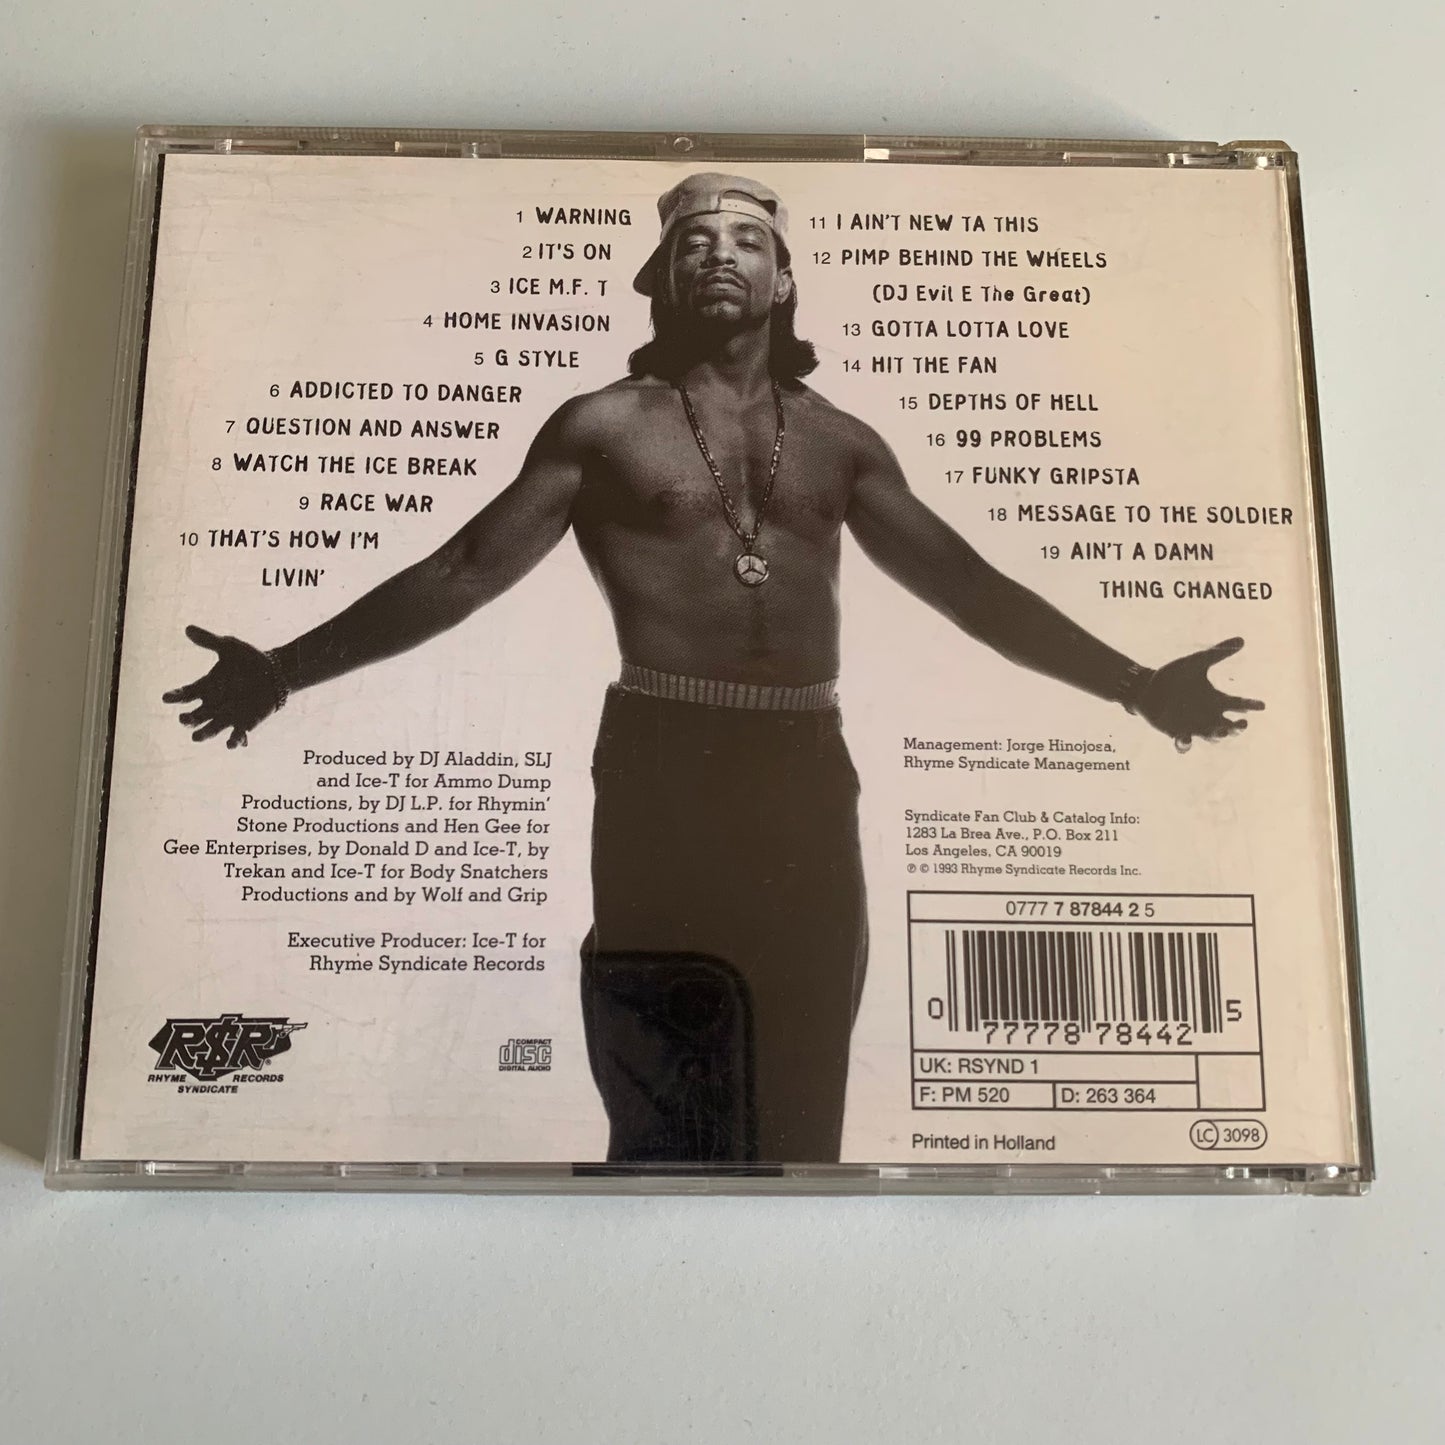 1 WARNING
2 IT'S ON
3 ICE M.F. T
4 HOME INVASION
5 G STYLE
6 ADDICTED TO DANGER
7 QUESTION AND ANSWER
8 WATCH THE ICE BREAK
9 RACE WAR
10 THAT'S HOW I'M
LIVIN'
11 I AIN'T NEW TA THIS
12 PIMP BEHIND THE WHEELS
(DJ Evil E The Great)
13 GOTTA LOTTA LOVE
14 HIT THE FAN
15 DEPTHS OF HELL
16 99 PROBLEMS
17 FUNKY GRIPSTA
18 MESSAGE TO THE SOLDIER
19 AIN'T A DAMN
THING CHANGED
Produced by DJ Aladdin, SLJ
and Ice-T for Ammo Dump
Productions, by DJ L.P. for Rhymin'
Stone Productions and Hen Gee for
Gee Enterprises, by Donald D and Ice-T, by
Trekan and Ice-T for Body Snatchers
Productions and by Wolf and Grip
Executive Producer: Ice-T for
Rhyme Syndicate Records
R$R
RHYME RECORDS
SYNDICATE
COMPACT
disc
DIGITAL AUDIO
Management: Jorge Hinojosa,
Rhyme Syndicate Management
Syndicate Fan Club & Catalog Info:
1283 La Brea Ave., P.O. Box 211
Los Angeles, CA 90019
℗ © 1993 Rhyme Syndicate Records Inc.
0777 7 87844 2 5
0 77778 78442 5
UK: RSYND 1
F: PM 520 D: 263 364
Printed in Holland
LC 3098